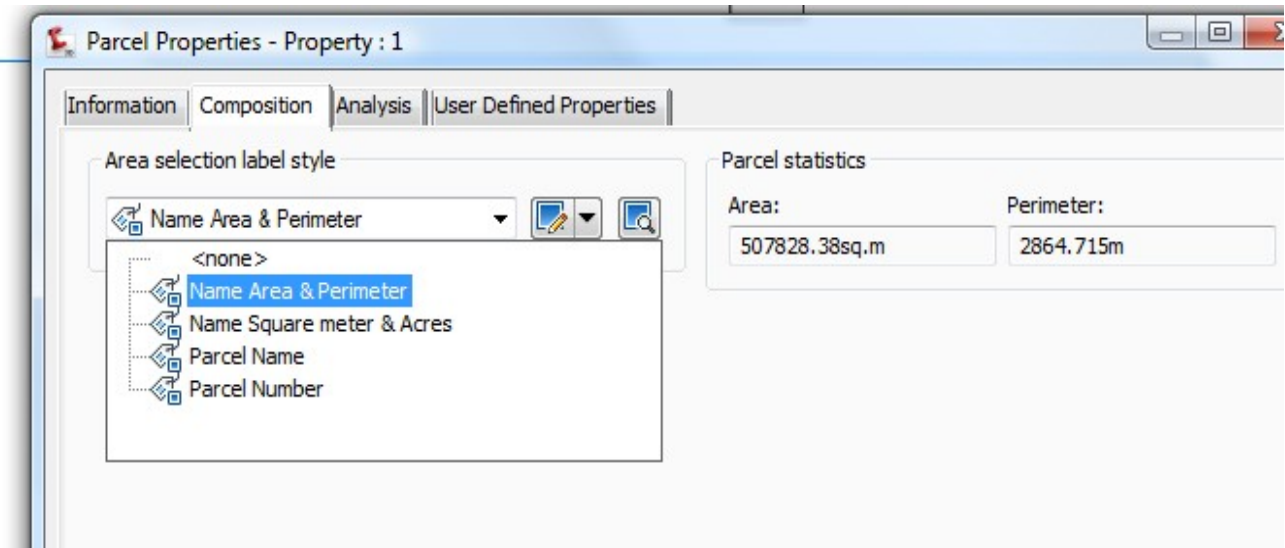 Parcel Properties - Property : 1
Information Composition Analysis User Defined Properties
Area selection label style
Name Area & Perimeter
<none>
Name Area & Perimeter
Name Square meter & Acres
Parcel Name
Parcel Number
Parcel statistics
Area: Perimeter:
507828.38sq.m 2864.715m